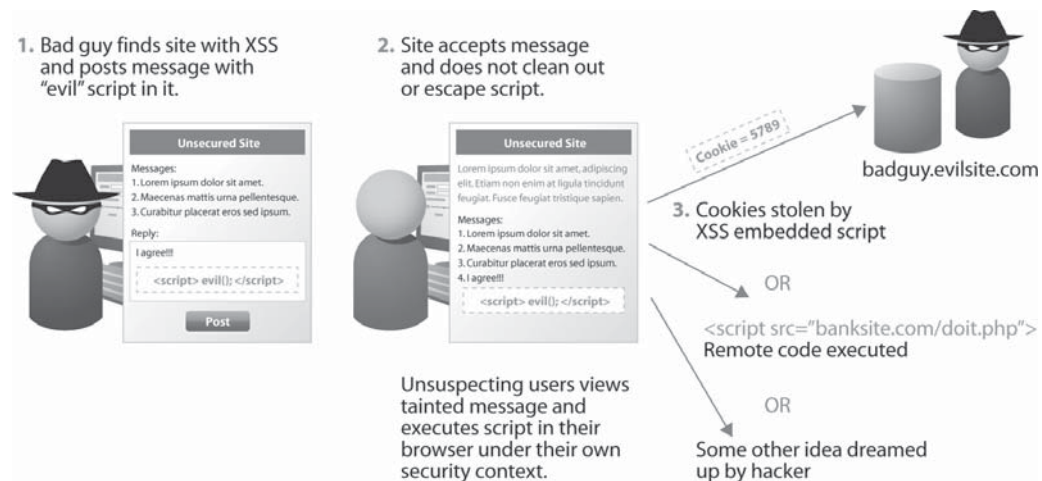 1. Bad guy finds site with XSS
and posts message with
“evil” script in it.
Unsecured Site
Messages:
1. Lorem ipsum dolor sit amet.
2. Maecenas mattis urna pellentesque.
3. Curabitur placerat eros sed ipsum.
Reply:
I agree!!!
<script> evil(); </script>
Post
2. Site accepts message
and does not clean out
or escape script.
Unsecured Site
Lorem ipsum dolor sit amet, adipiscing
elit. Etiam non enim at ligula tincidunt
feugiat. Fusce feugiat tristique sapien.
Messages:
1. Lorem ipsum dolor sit amet.
2. Maecenas mattis urna pellentesque.
3. Curabitur placerat eros sed ipsum.
4. I agree!!!
<script> evil(); </script>
Unsuspecting users views
tainted message and
executes script in their
browser under their own
security context.
Cookie = 5789
badguy.evilsite.com
3. Cookies stolen by
XSS embedded script
OR
<script src=”banksite.com/doit.php”>
Remote code executed
OR
Some other idea dreamed
up by hacker